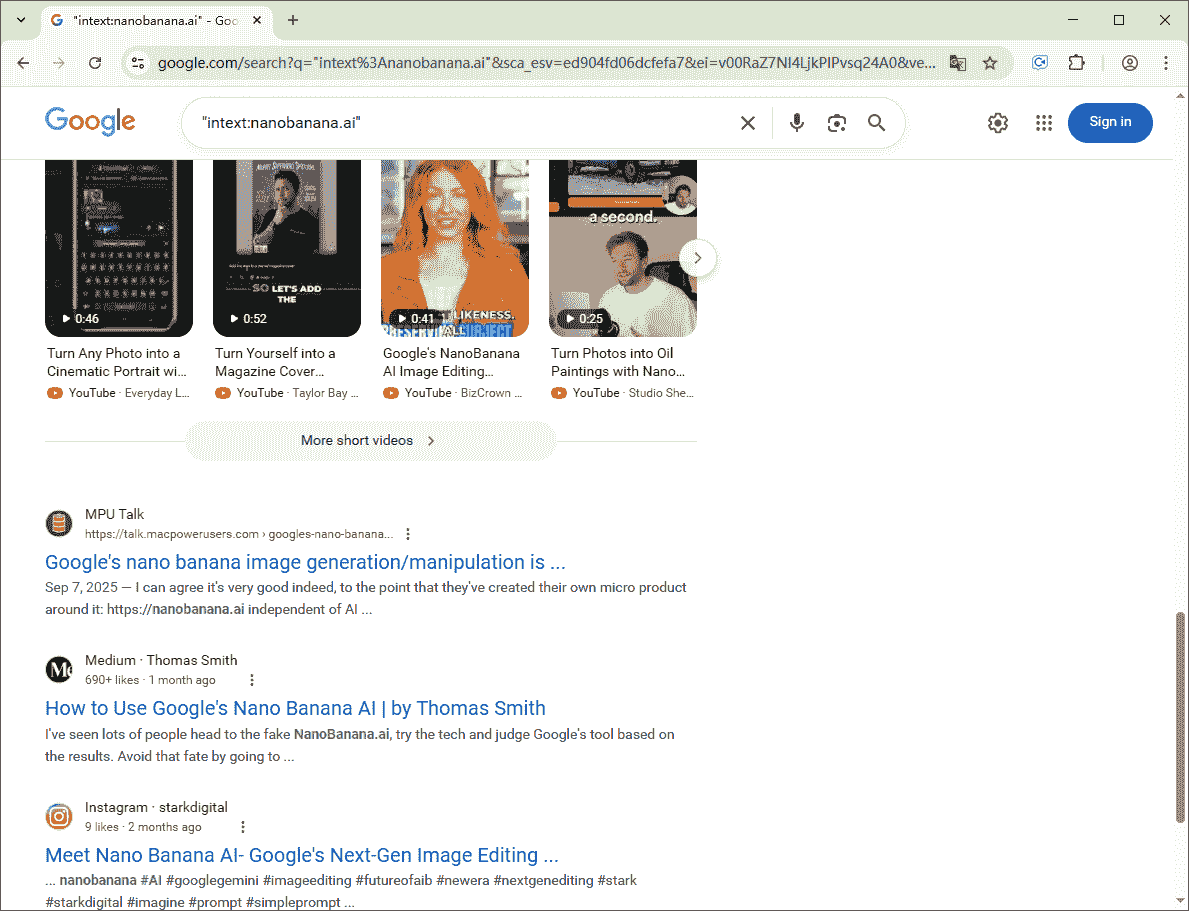 "intext:nanobanana.ai" - Goo
google.com/search?q="intext%3Ananobanana.ai"&sca_esv=ed904fd06dcfefa7&ei=v00RaZ7NI4LjkPIPvsq24A0&ve...
Google
"intext:nanobanana.ai"
Sign in
SO LET'S ADD
THE
a second.
LIKENESS.
ALL
SUBJECT
0:46
0:52
0:41
0:25
Turn Any Photo into a
Cinematic Portrait wi...
YouTube · Everyday L...
Turn Yourself into a
Magazine Cover...
YouTube · Taylor Bay ...
Google's NanoBanana
AI Image Editing...
YouTube · BizCrown ...
Turn Photos into Oil
Paintings with Nano...
YouTube · Studio She...
More short videos
MPU Talk
https://talk.macpowerusers.com › googles-nano-banana...
Google's nano banana image generation/manipulation is ...
Sep 7, 2025 — I can agree it's very good indeed, to the point that they've created their own micro product
around it: https://nanobanana.ai independent of AI ...
Medium · Thomas Smith
690+ likes · 1 month ago
How to Use Google's Nano Banana AI | by Thomas Smith
I've seen lots of people head to the fake NanoBanana.ai, try the tech and judge Google's tool based on
the results. Avoid that fate by going to ...
Instagram · starkdigital
9 likes · 2 months ago
Meet Nano Banana AI- Google's Next-Gen Image Editing ...
... nanobanana #AI #googlegemini #imageediting #futureofaib #newera #nextgenediting #stark
#starkdigital #imagine #prompt #simpleprompt ...